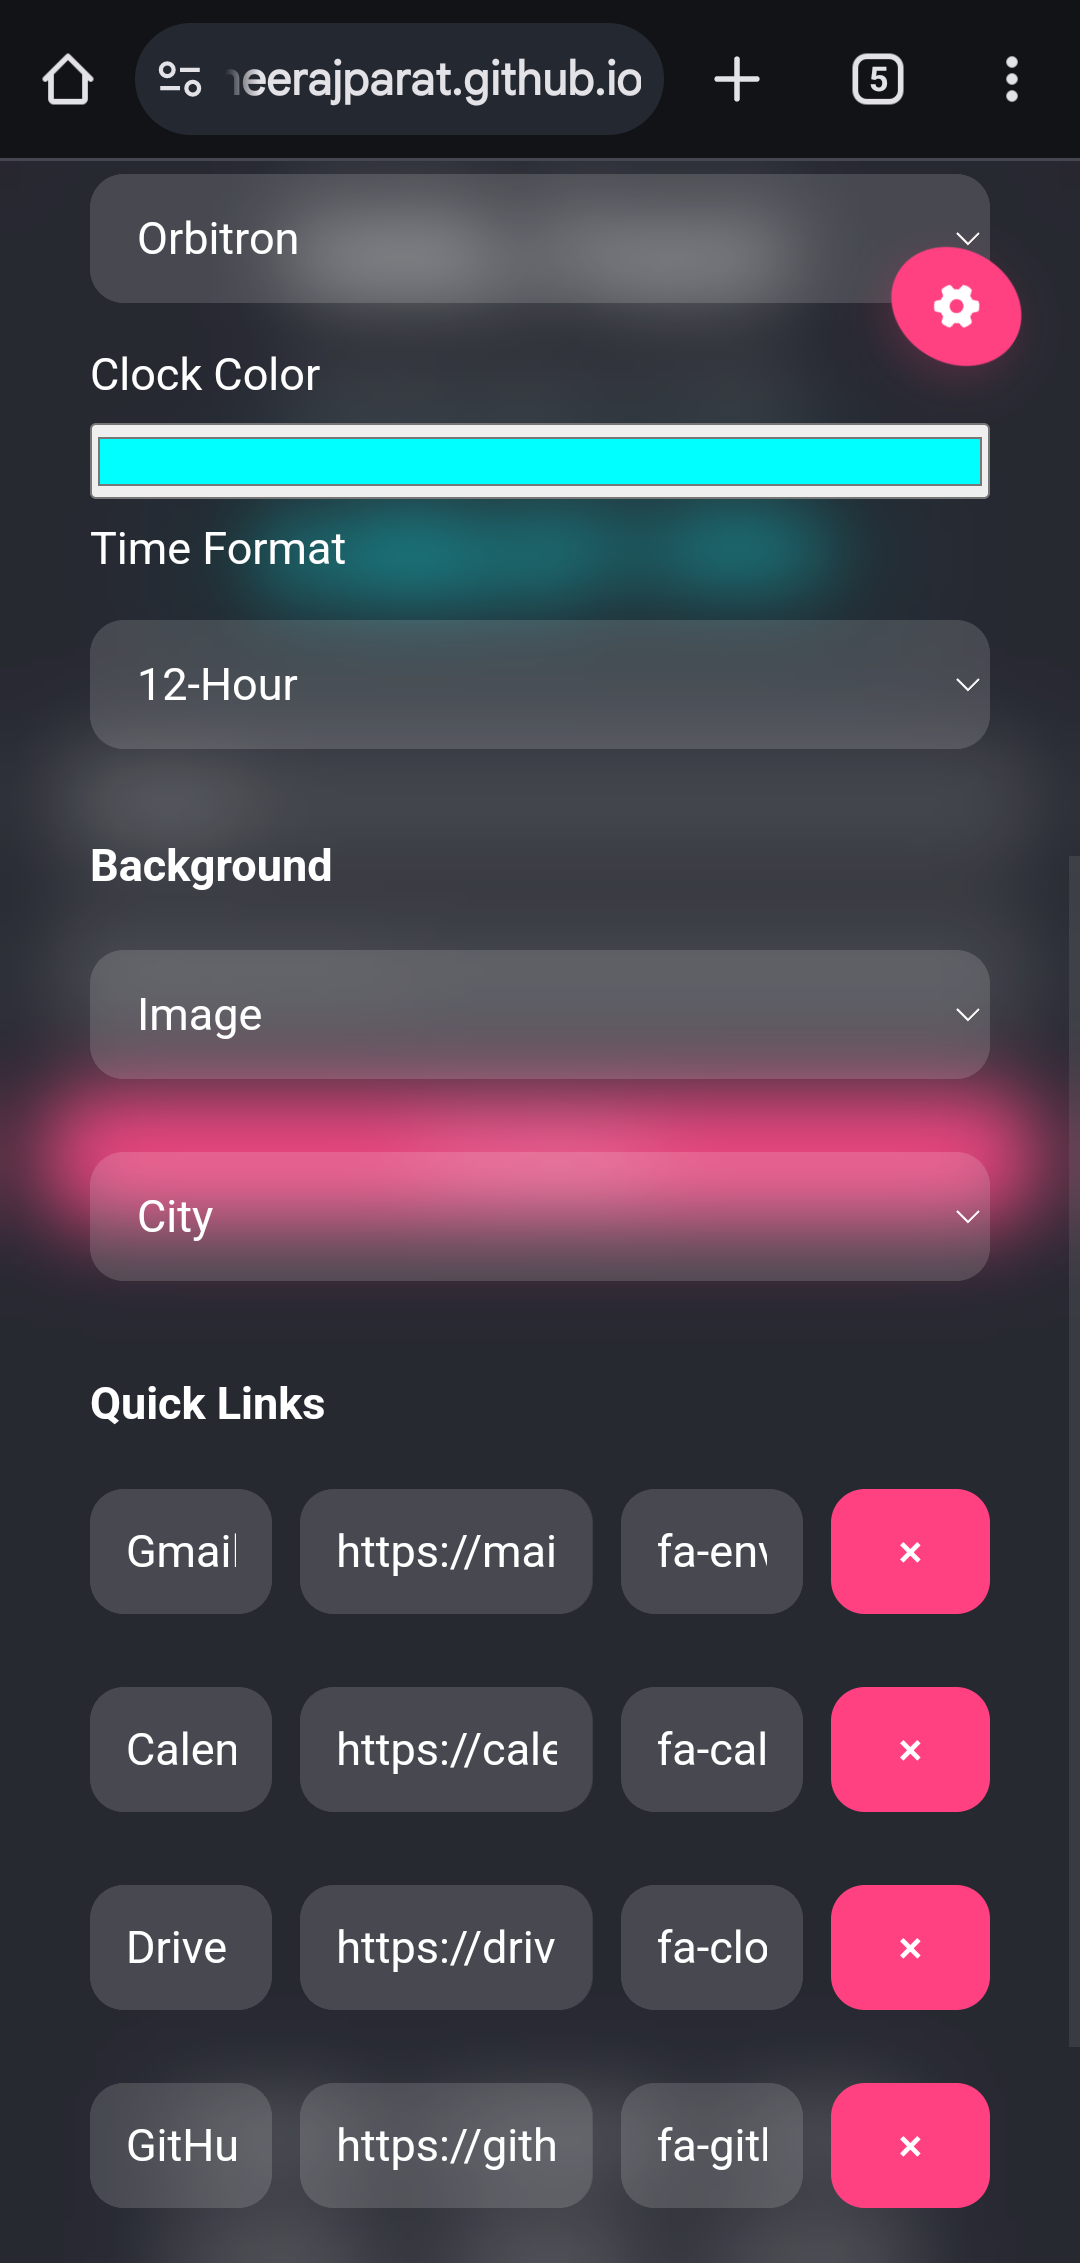 neerajparat.github.io
5
Orbitron
Clock Color
Time Format
12-Hour
Background
Image
City
Quick Links
Gmail https://mai fa-env ×
Calen https://cale fa-cal ×
Drive https://driv fa-clo ×
GitHu https://gith fa-gitl ×